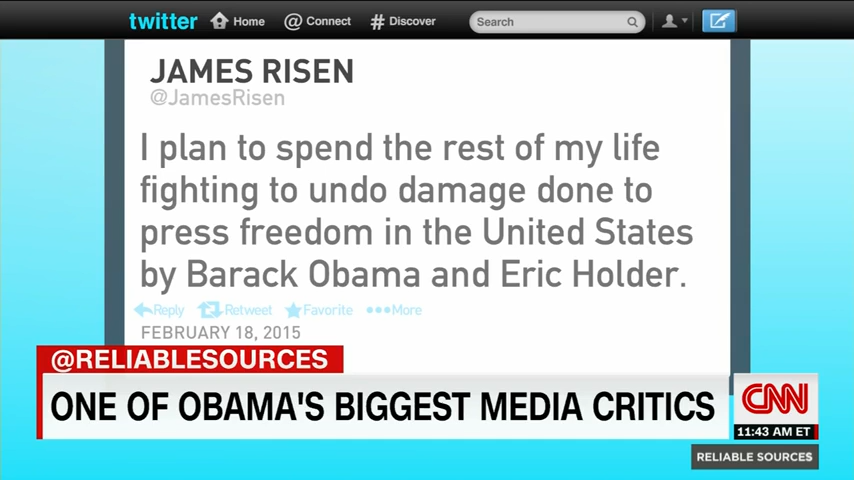 twitter Home @ Connect # Discover Search
JAMES RISEN
@JamesRisen
I plan to spend the rest of my life
fighting to undo damage done to
press freedom in the United States
by Barack Obama and Eric Holder.
Reply Retweet Favorite More
FEBRUARY 18, 2015
@RELIABLESOURCES
ONE OF OBAMA'S BIGGEST MEDIA CRITICS
CNN
11:43 AM ET
RELIABLE SOURCES